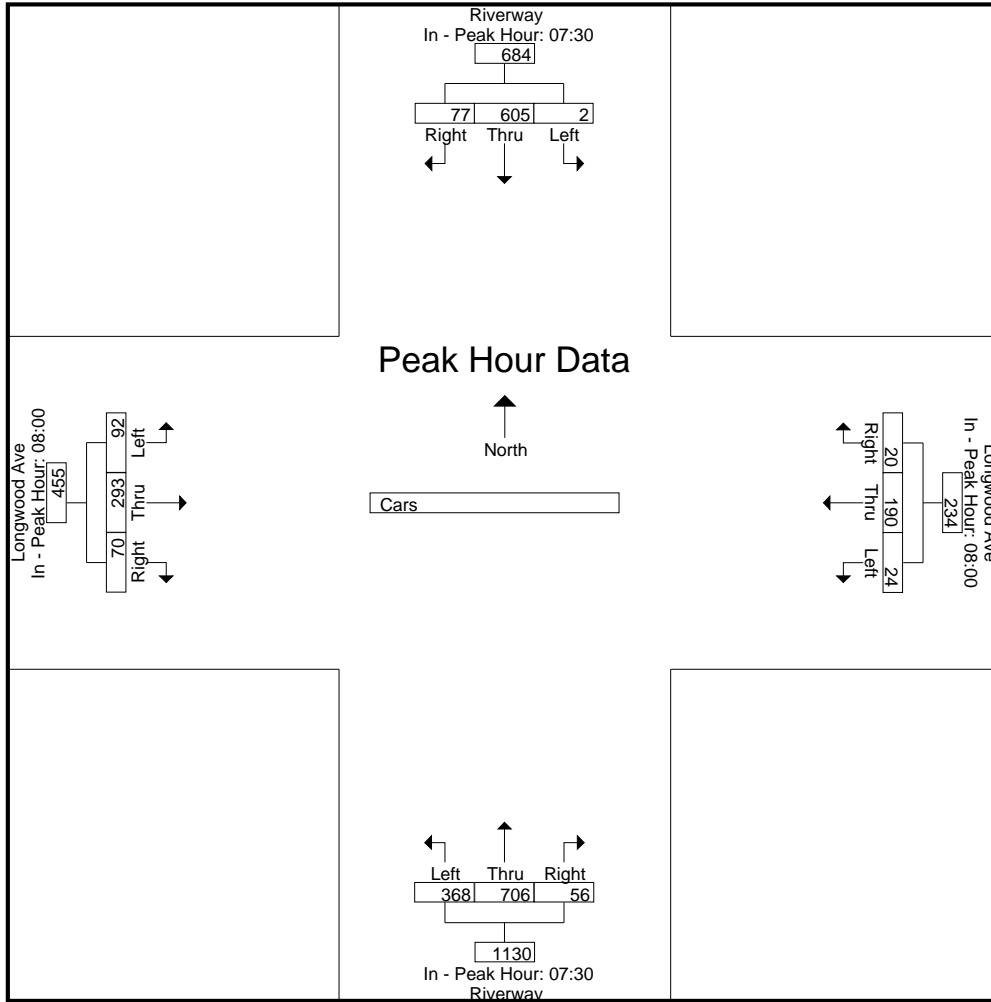 Riverway
In - Peak Hour: 07:30
684
77 605 2
Right Thru Left
Peak Hour Data
North
Cars
Longwood Ave
In - Peak Hour: 08:00
455
92 293 70
Left Thru Right
Longwood Ave
In - Peak Hour: 08:00
234
20 190 24
Right Thru Left
Left Thru Right
368 706 56
1130
In - Peak Hour: 07:30
Riverway